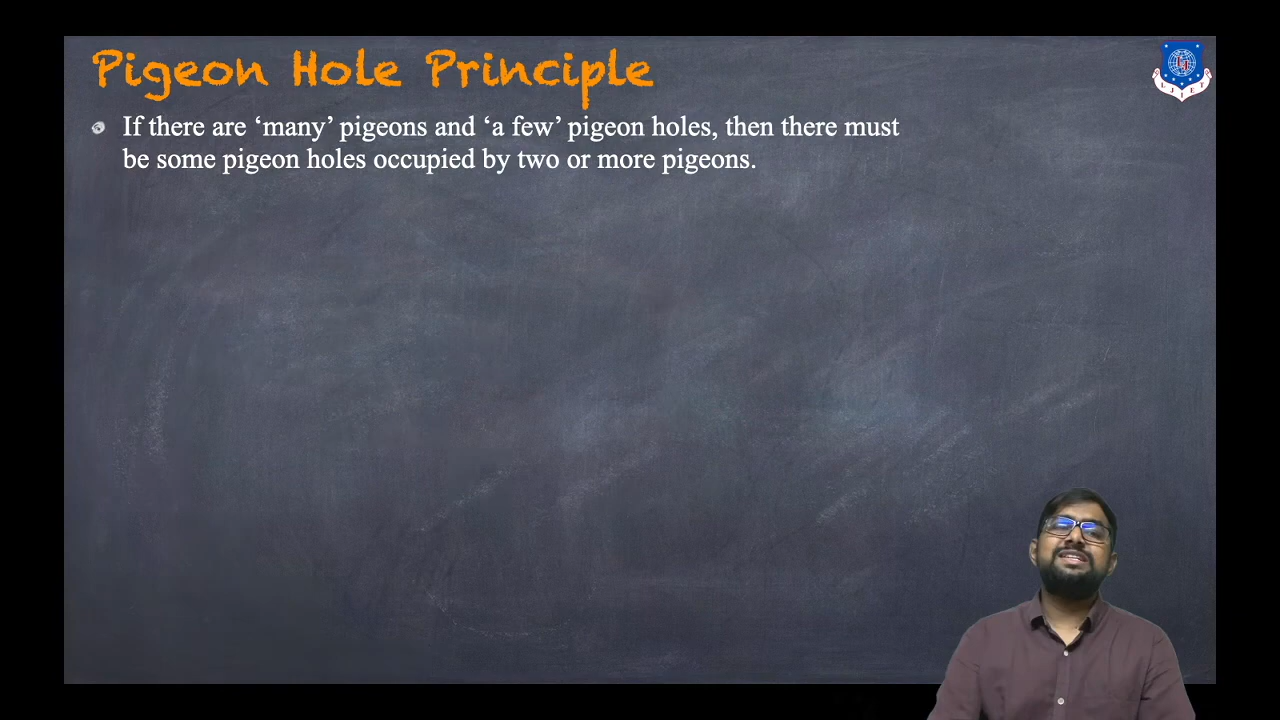 Pigeon Hole Principle
If there are ‘many’ pigeons and ‘a few’ pigeon holes, then there must
be some pigeon holes occupied by two or more pigeons.
L J I E T